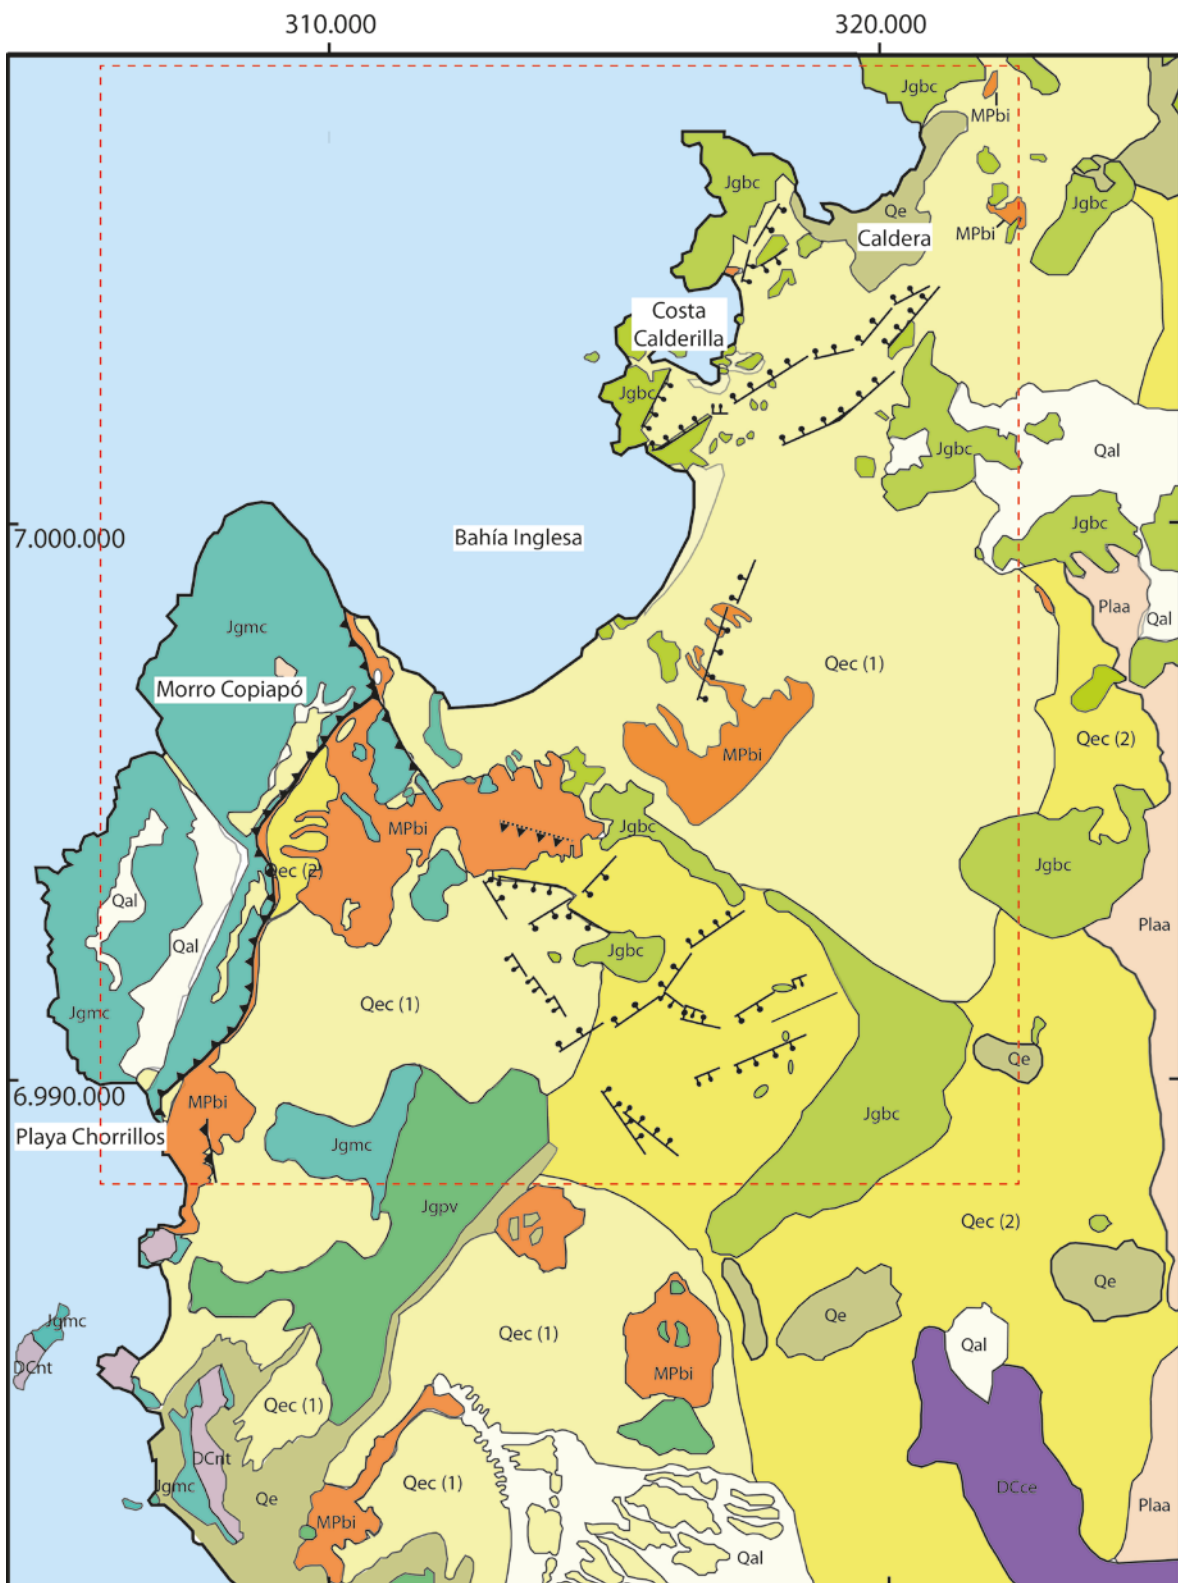 310.000
320.000
Jgbc
MPbi
Jgbc
Qe
Jgbc
Caldera
MPbi
Costa
Calderilla
Jgbc
Jgbc
Qal
7.000.000
Bahía Inglesa
Jgbc
Jgmc
Plaa
Qal
Morro Copiapó
Qec (1)
Qec (2)
MPbi
MPbi
Jgbc
Jgbc
Qec (2)
Qal
Plaa
Qal
Jgbc
Qec (1)
Jgmc
Qe
6.990.000
MPbi
Jgbc
Playa Chorrillos
Jgmc
Jgpv
Qec (2)
Qe
Qe
Jgmc
Qec (1)
Qal
DCnt
MPbi
Qec (1)
DCnt
Jgmc
Qec (1)
DCce
Qe
Plaa
MPbi
Qal